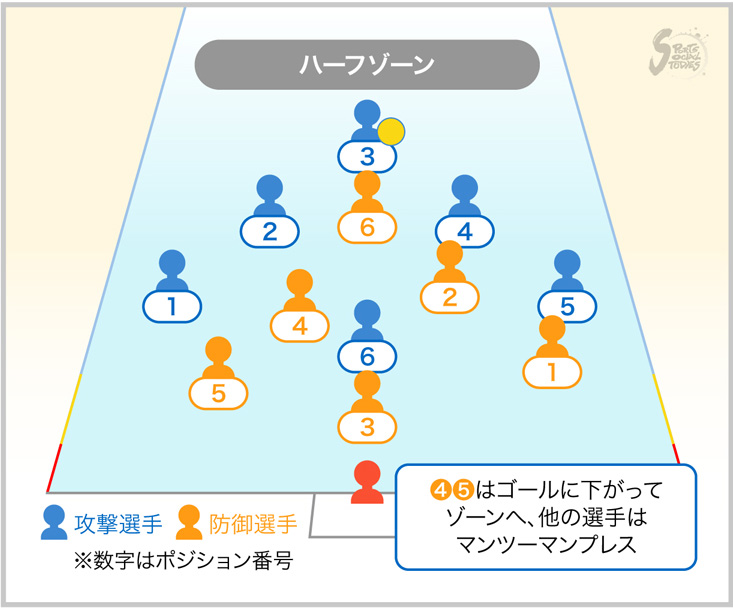 ハーフゾーン
SPORTS
SOCIAL
STORIES
3
6
2
4
1
4
2
5
6
5
1
3
❹❺はゴールに下がって
ゾーンへ、他の選手は
マンツーマンプレス
攻撃選手 防御選手
※数字はポジション番号